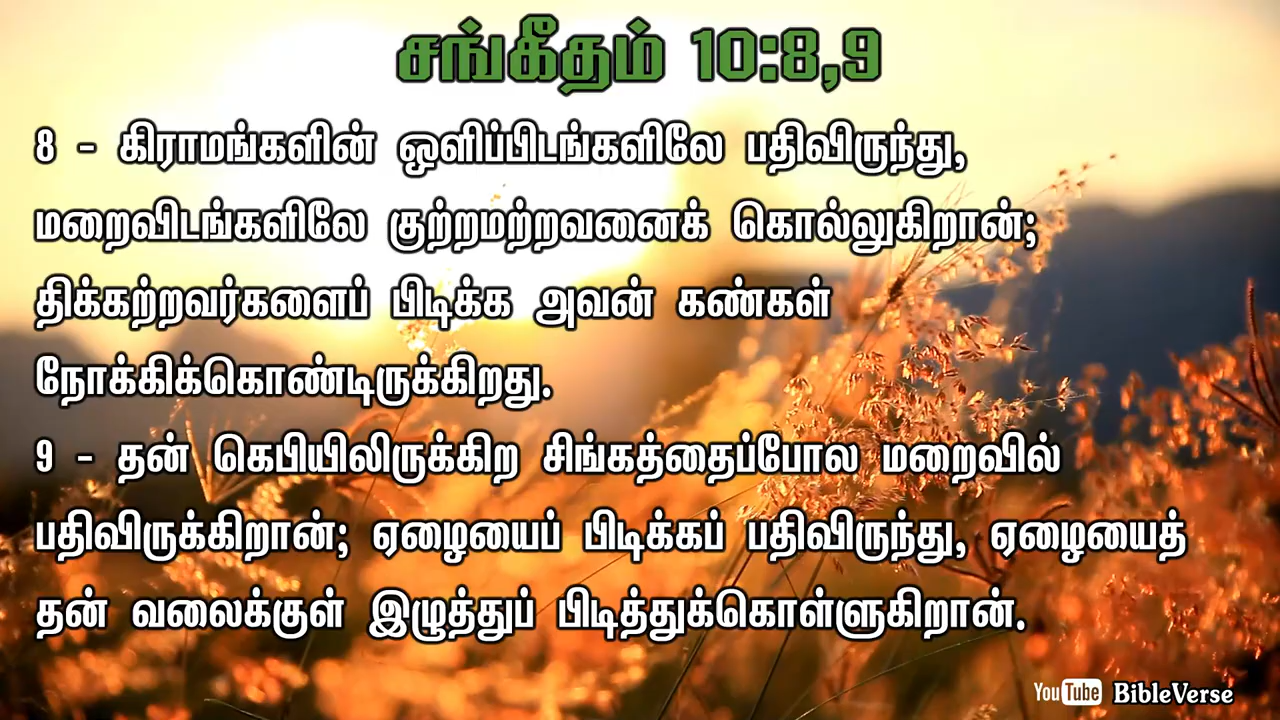 சங்கீதம் 10:8,9
8 - கிராமங்களின் ஒளிப்பிடங்களிலே பதிவிருந்து,
மறைவிடங்களிலே குற்றமற்றவனைக் கொல்லுகிறான்;
திக்கற்றவர்களைப் பிடிக்க அவன் கண்கள்
நோக்கிக்கொண்டிருக்கிறது.
9 - தன் கெபியிலிருக்கிற சிங்கத்தைப்போல மறைவில்
பதிவிருக்கிறான்; ஏழையைப் பிடிக்கப் பதிவிருந்து, ஏழையைத்
தன் வலைக்குள் இழுத்துப் பிடித்துக்கொள்ளுகிறான்.
YouTube BibleVerse